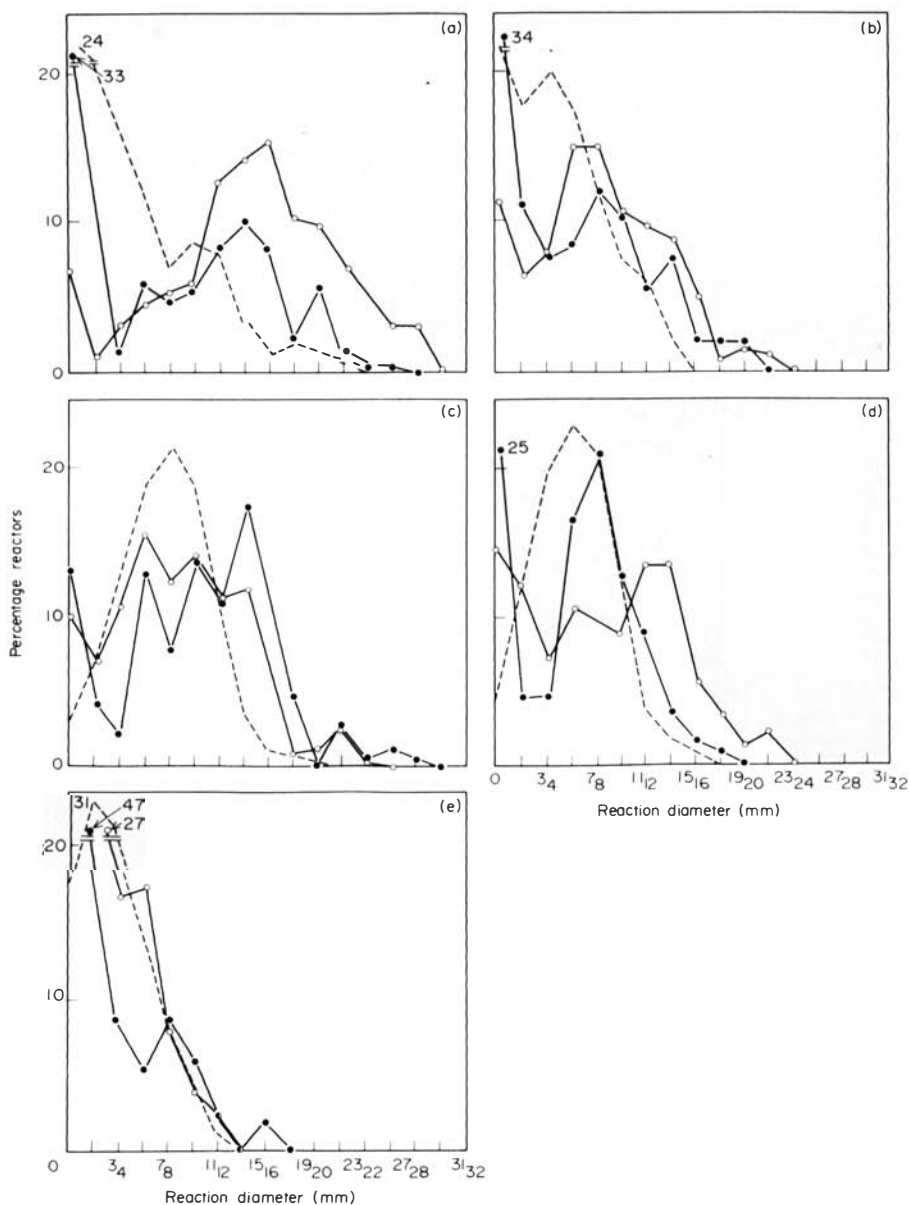 (a)
24
33
20
10
0
(b)
34
(c)
20
10
0
Percentage reactors
(d)
25
0 3 4 7 8 11 12 15 16 19 20 23 24 27 28 31 32
Reaction diameter (mm)
(e)
31
47
27
20
10
0
0 3 4 7 8 11 12 15 16 19 20 23 22 27 28 31 32
Reaction diameter (mm)